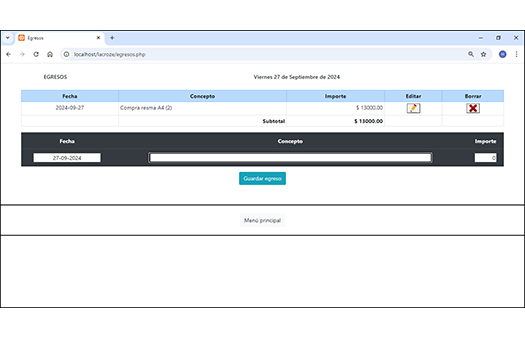 Egresos
localhost/lacroze/egresos.php
EGRESOS Viernes 27 de Septiembre de 2024
Fecha Concepto Importe Editar Borrar
2024-09-27 Compra resma A4 (2) $ 13000.00
Subtotal $ 13000.00
Fecha Concepto Importe
27-09-2024 0
Guardar egreso
Menú principal